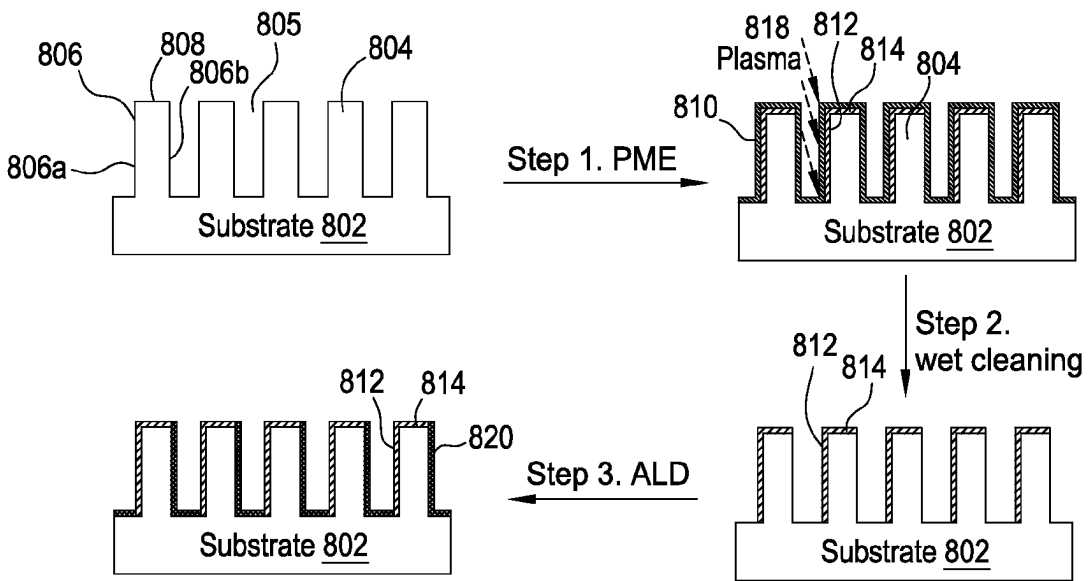 806
808
805
804
806b
806a
Substrate 802
Step 1. PME
818
812
Plasma
814
804
810
Substrate 802
Step 2.
wet cleaning
812
814
Substrate 802
Step 3. ALD
812
814
820
Substrate 802